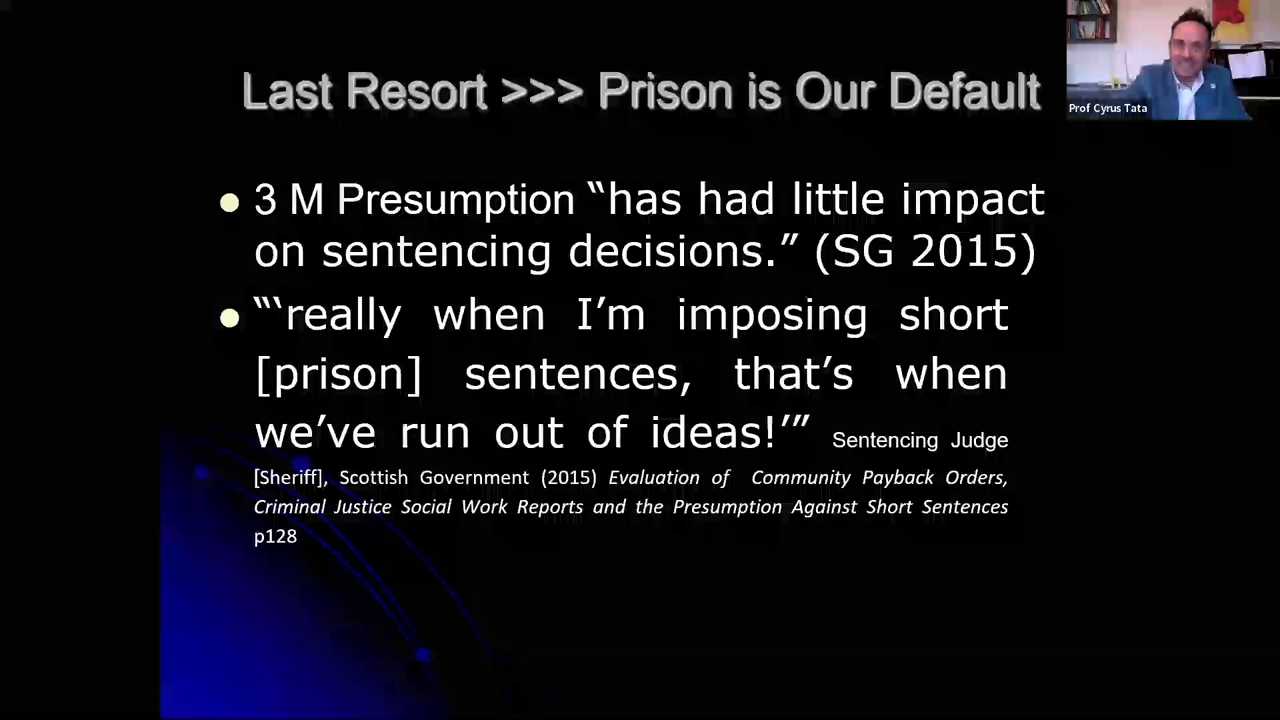 Last Resort >>> Prison is Our Default
Prof Cyrus Tata
3 M Presumption “has had little impact
on sentencing decisions.” (SG 2015)
“‘really when I’m imposing short
[prison] sentences, that’s when
we’ve run out of ideas!’” Sentencing Judge
[Sheriff], Scottish Government (2015) Evaluation of Community Payback Orders,
Criminal Justice Social Work Reports and the Presumption Against Short Sentences
p128